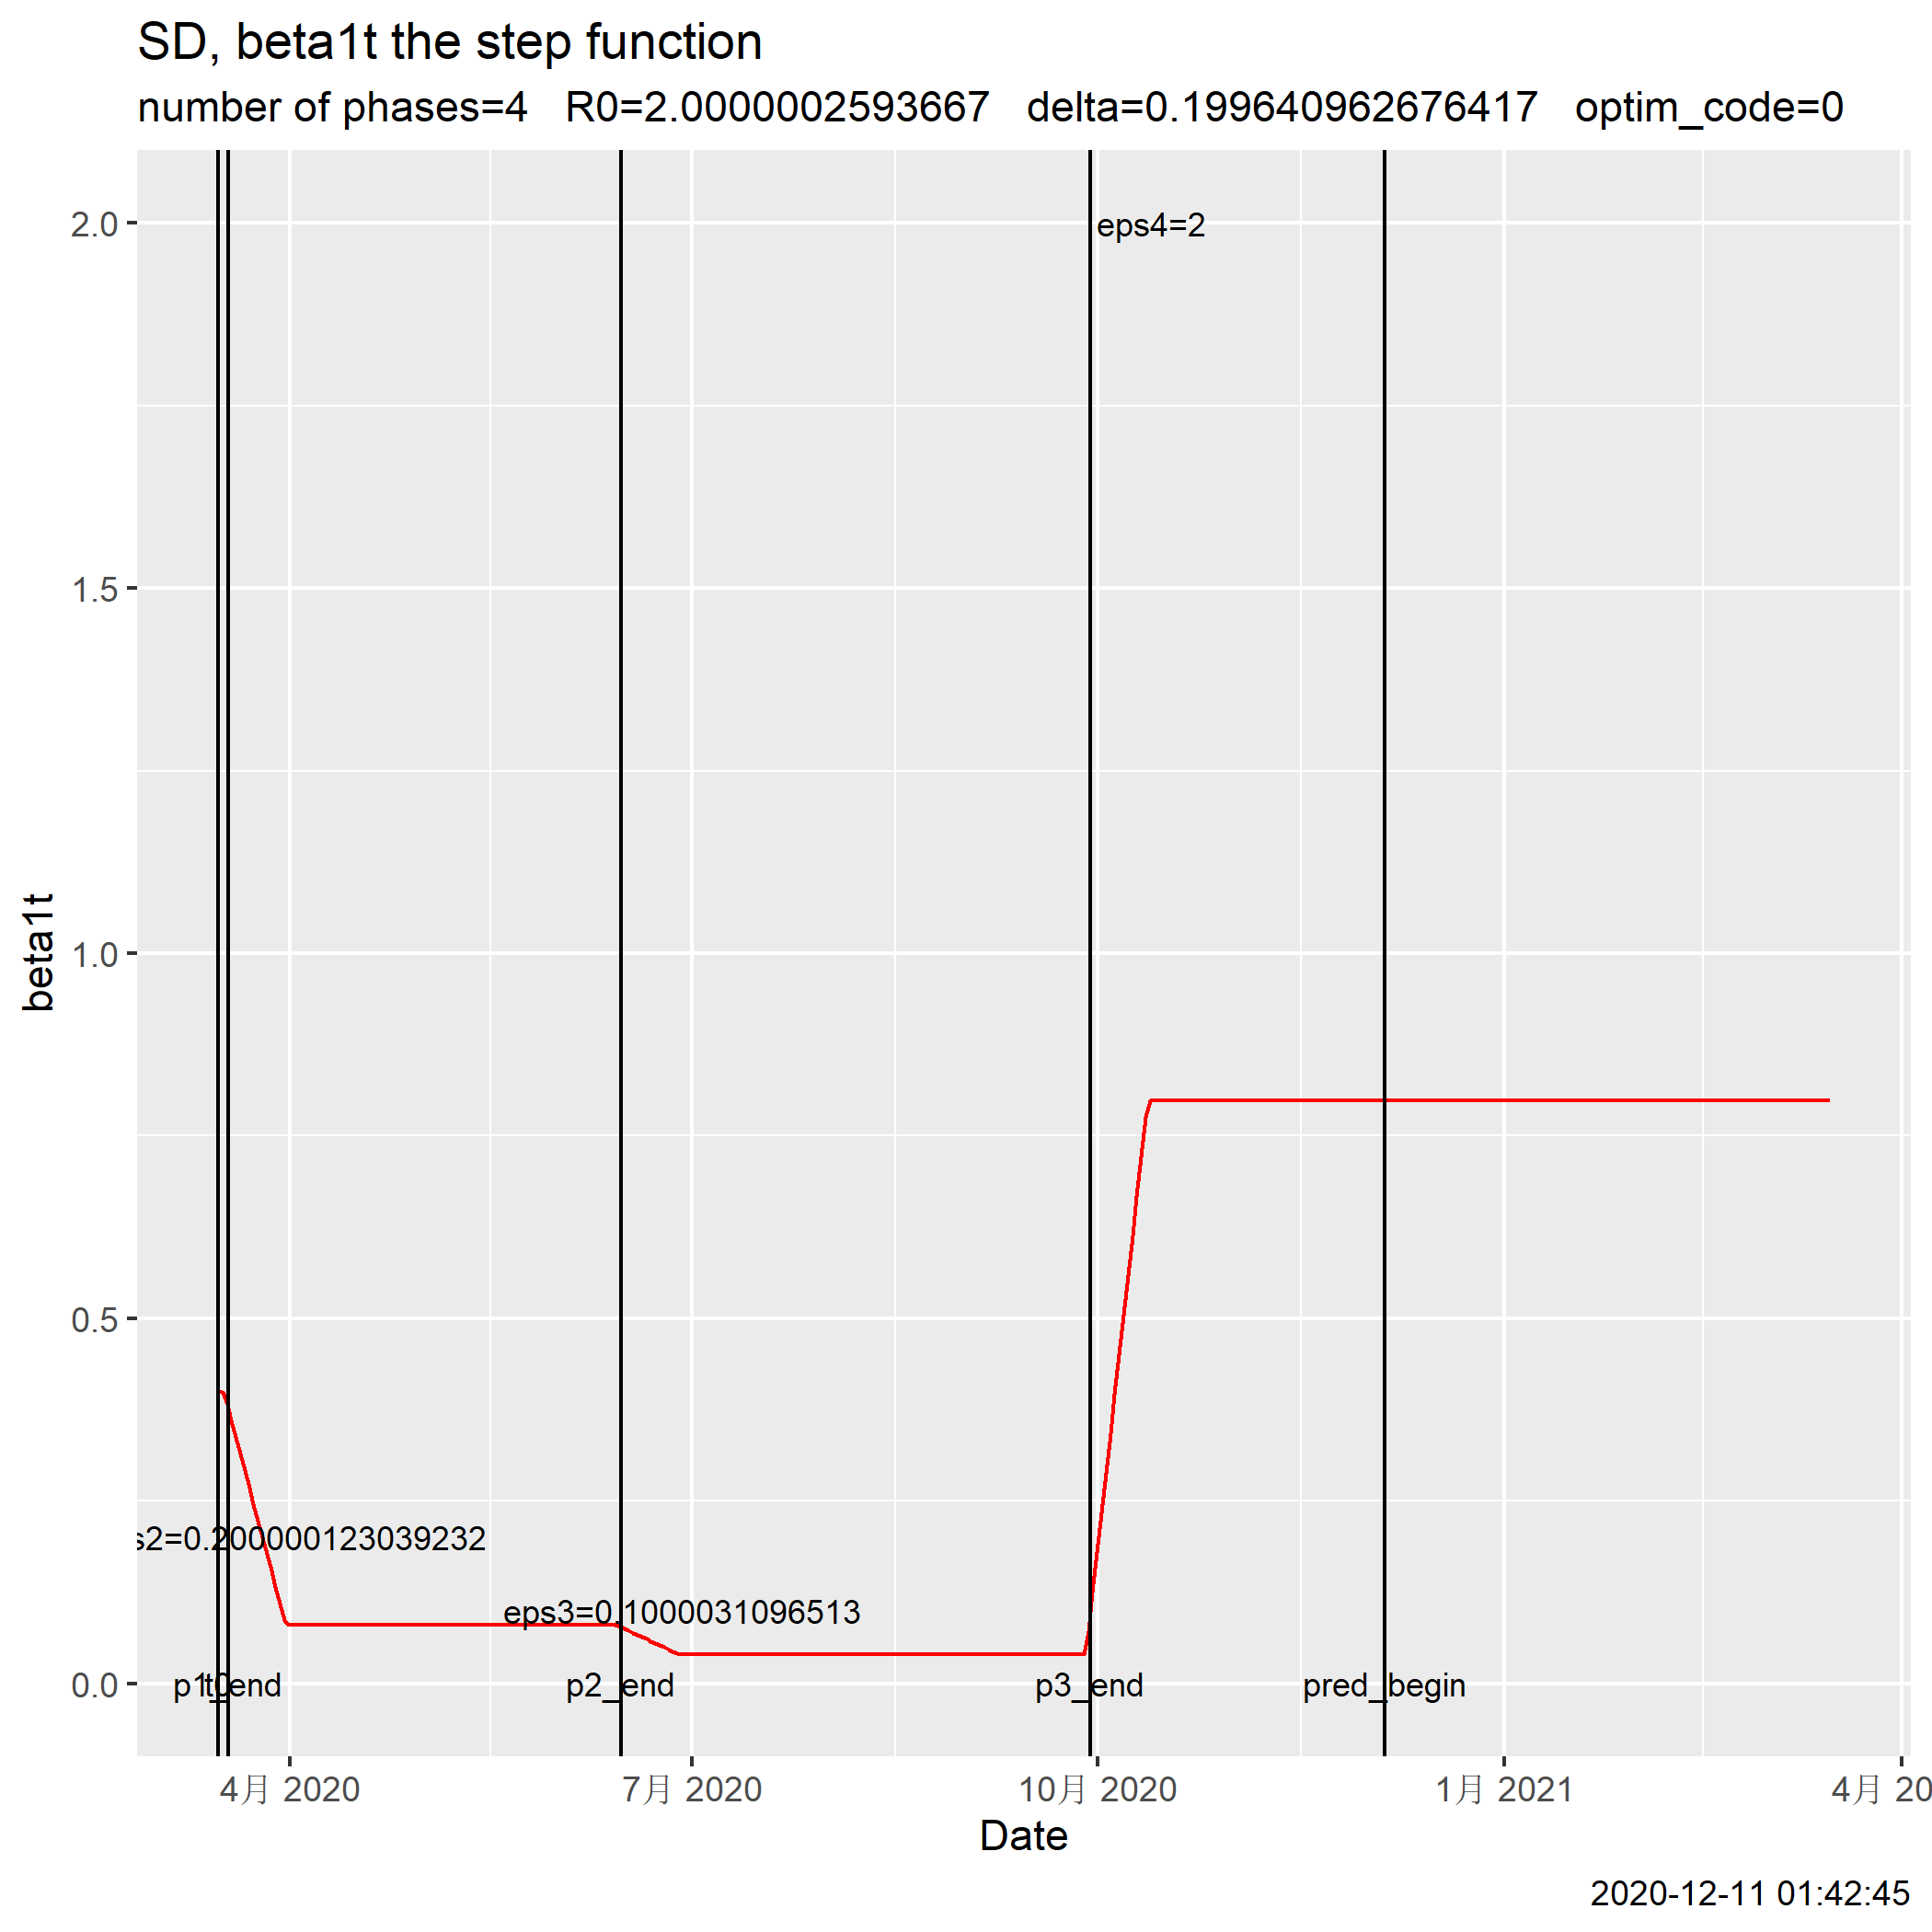 SD, beta1t the step function
number of phases=4   R0=2.0000002593667   delta=0.199640962676417   optim_code=0
eps4=2
2.0
1.5
1.0
0.5
0.0
beta1t
s2=0.200000123039232
eps3=0.1000031096513
p1_end
t0
p2_end
p3_end
pred_begin
4月 2020
7月 2020
10月 2020
1月 2021
4月 20
Date
2020-12-11 01:42:45